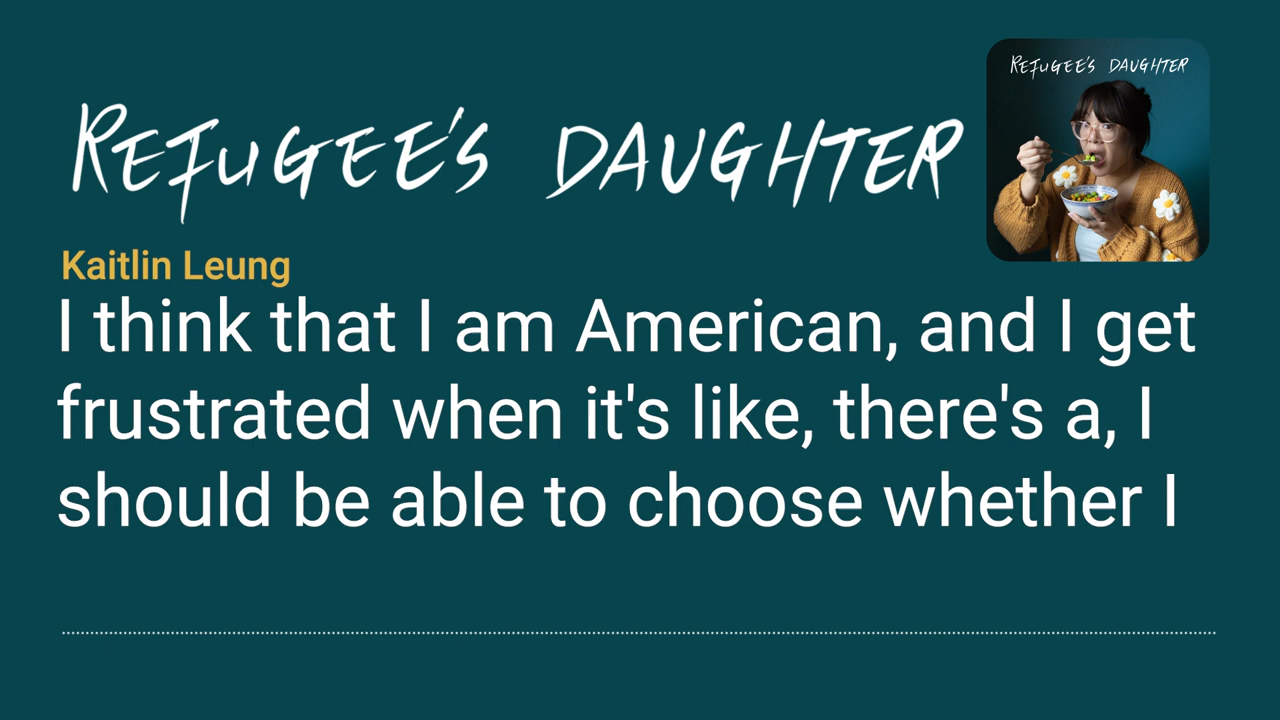 REFUGEE'S DAUGHTER
REFUGEE'S DAUGHTER
Kaitlin Leung
I think that I am American, and I get
frustrated when it's like, there's a, I
should be able to choose whether I